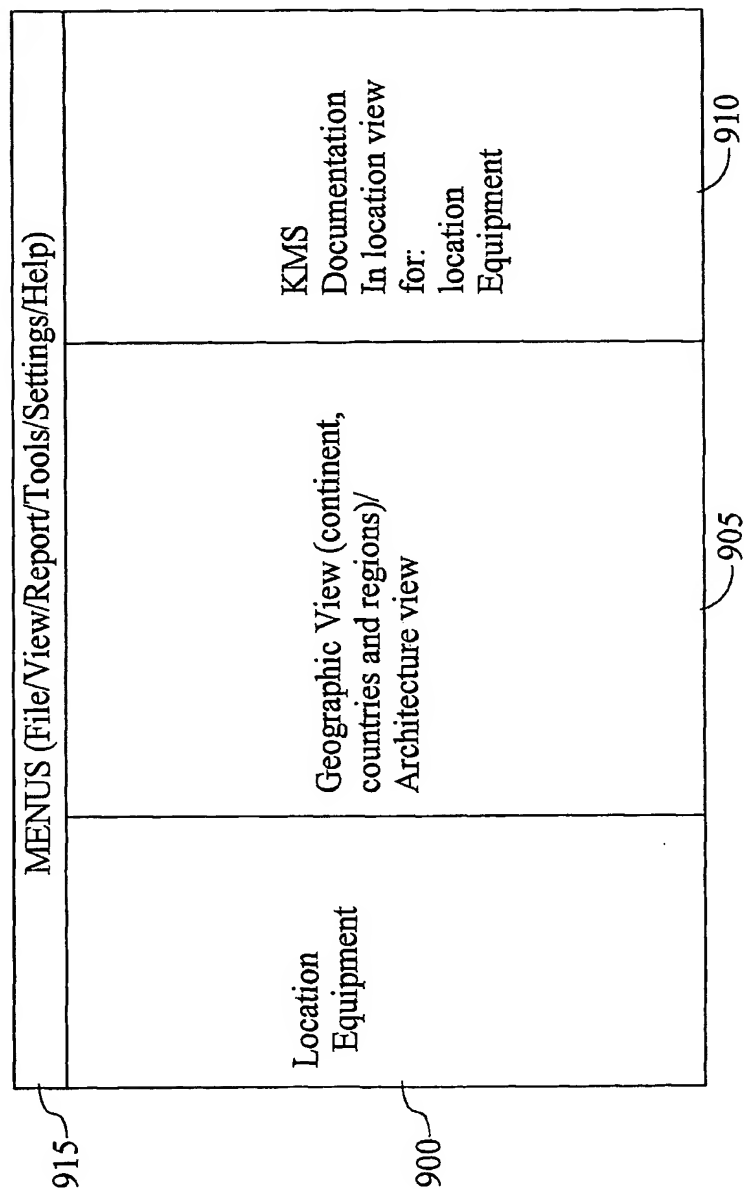 MENUS (File/View/Report/Tools/Settings/Help)
915
Location
Equipment
900
Geographic View (continent,
countries and regions)/
Architecture view
905
KMS
Documentation
In location view
for:
location
Equipment
910